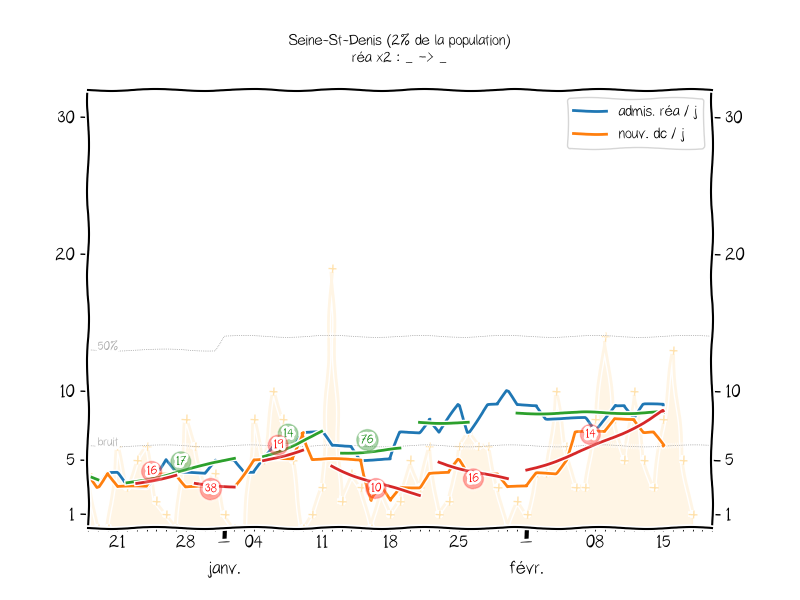 Seine-St-Denis (2% de la population)
réa x2 : _ -> _
admis. réa / j
nouv. dc / j
30 30
20 20
50%
10 10
bruit
5 5
1 1
14 19 17 16 38 76 10 16 14
21 28 04 11 18 25 08 15
janv. févr.